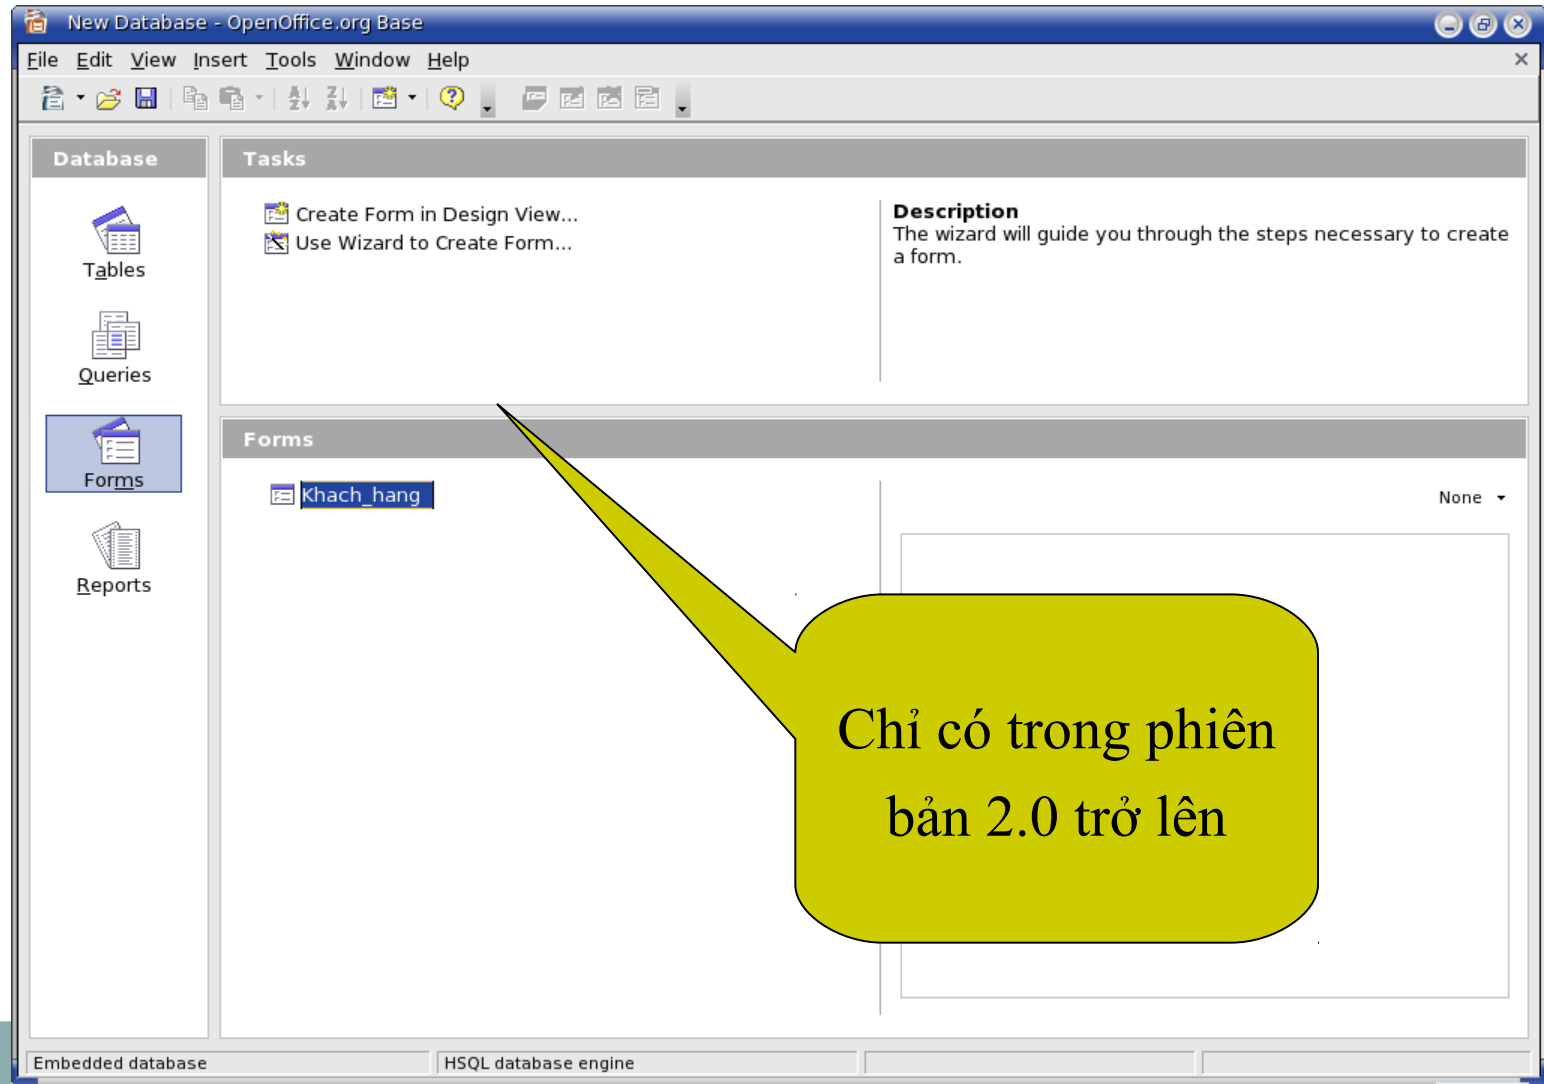 New Database - OpenOffice.org Base
File Edit View Insert Tools Window Help
Database
Tables
Queries
Forms
Reports
Tasks
Create Form in Design View...
Use Wizard to Create Form...
Description
The wizard will guide you through the steps necessary to create
a form.
Forms
Khach_hang
None
Chỉ có trong phiên
bản 2.0 trở lên
Embedded database
HSQL database engine